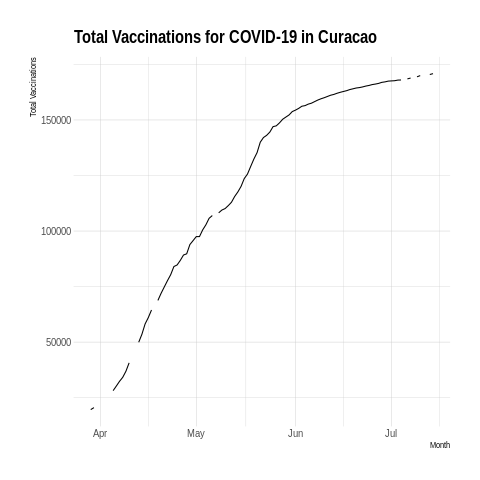 Total Vaccinations for COVID-19 in Curacao
Total Vaccinations
150000
100000
50000
Apr May Jun Jul
Month